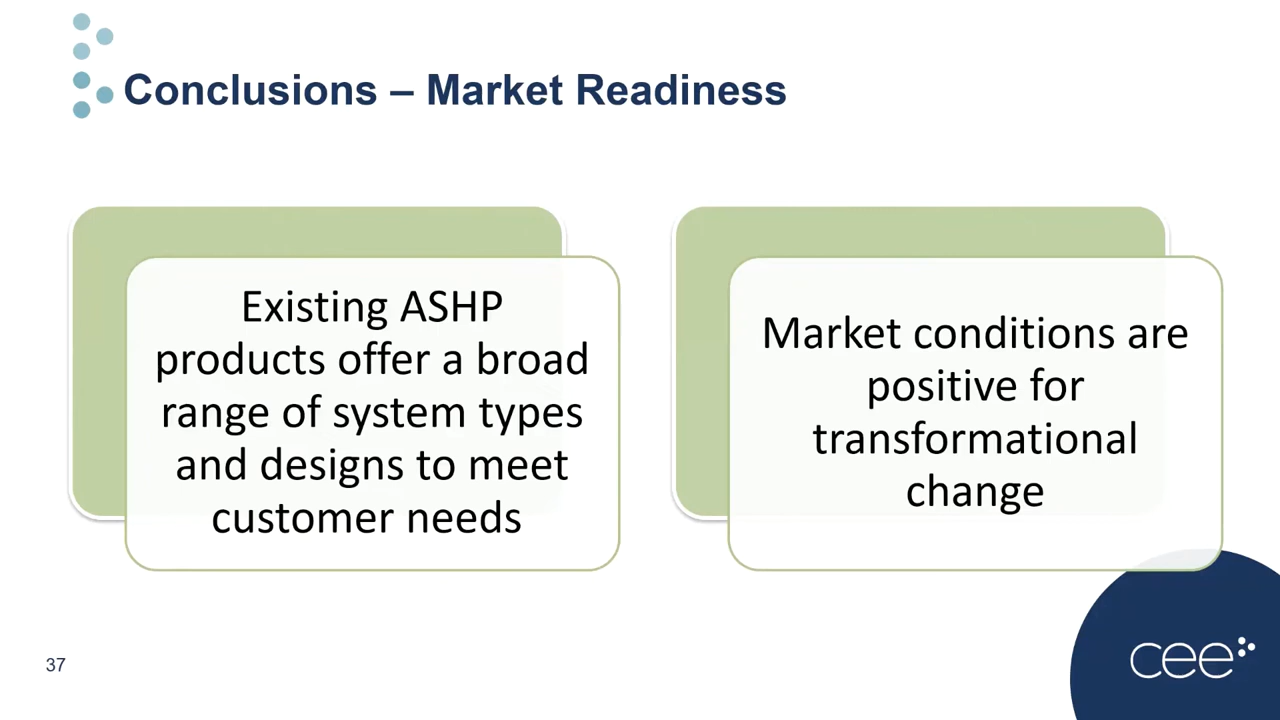 Conclusions – Market Readiness
Existing ASHP
products offer a broad
range of system types
and designs to meet
customer needs
Market conditions are
positive for
transformational
change
37
cee